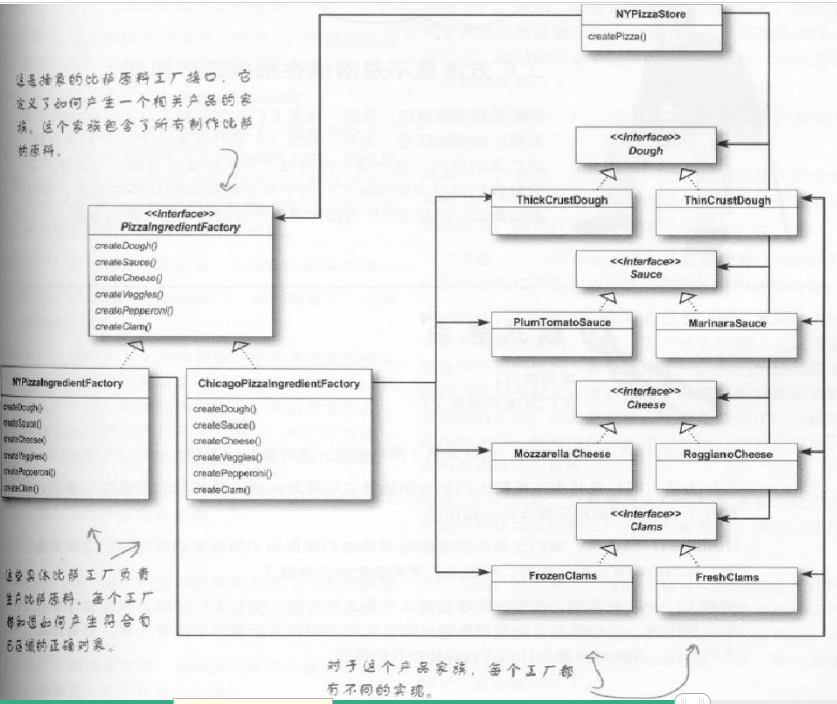 NYPizzaStore
createPizza()
这是抽象的比萨原料工厂接口，它
定义了如何产生一个相关产品的家
族。这个家族包含了所有制作比萨
的原料。
<<interface>>
PizzaIngredientFactory
createDough()
createSauce()
createCheese()
createVeggies()
createPepperoni()
createClam()
NYPizzaIngredientFactory
createDough()
createSauce()
createCheese()
createVeggies()
createPepperoni()
createClam()
ChicagoPizzaIngredientFactory
createDough()
createSauce()
createCheese()
createVeggies()
createPepperoni()
createClam()
<<interface>>
Dough
ThickCrustDough
ThinCrustDough
<<interface>>
Sauce
PlumTomatoSauce
MarinaraSauce
<<interface>>
Cheese
Mozzarella Cheese
ReggianoCheese
<<interface>>
Clams
FrozenClams
FreshClams
这些具体比萨工厂负责
生产比萨原料，每个工厂
都知道如何产生符合自
己区域的正确对象。
对于这个产品家族，每个工厂都
有不同的实现。